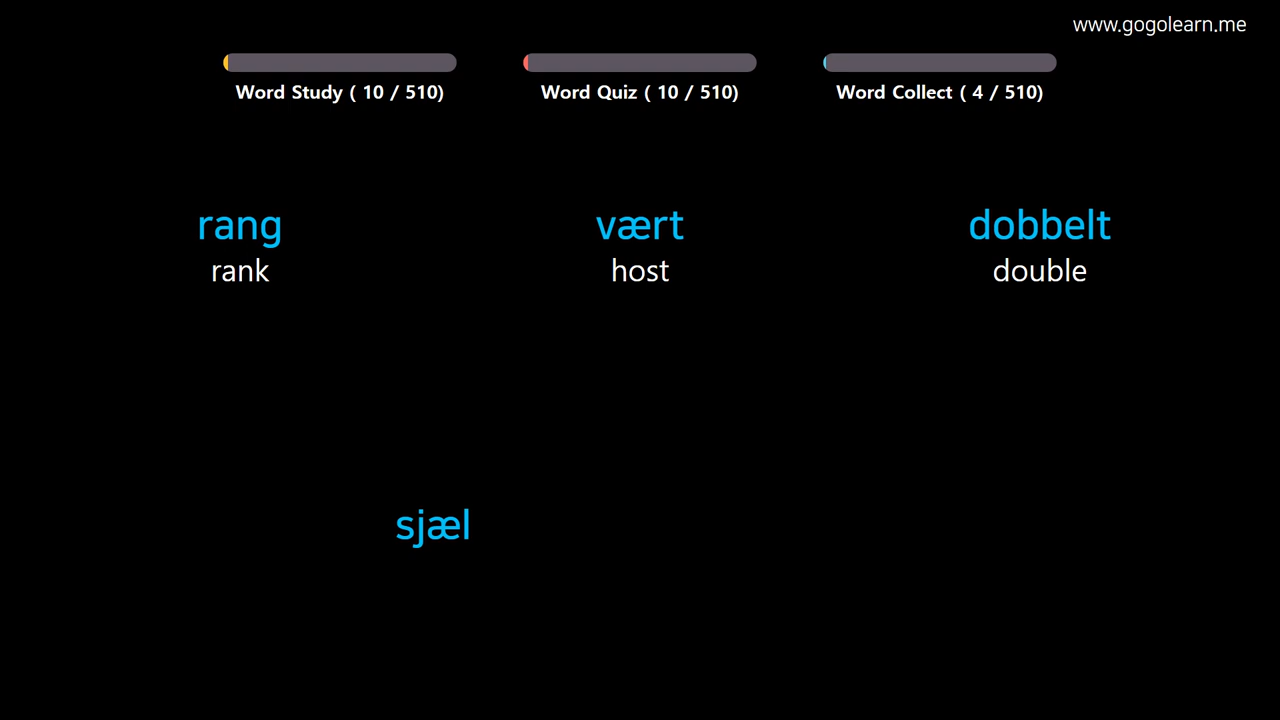 www.gogolearn.me
Word Study ( 10 / 510)
Word Quiz ( 10 / 510)
Word Collect ( 4 / 510)
rang
vært
dobbelt
rank
host
double
sjæl